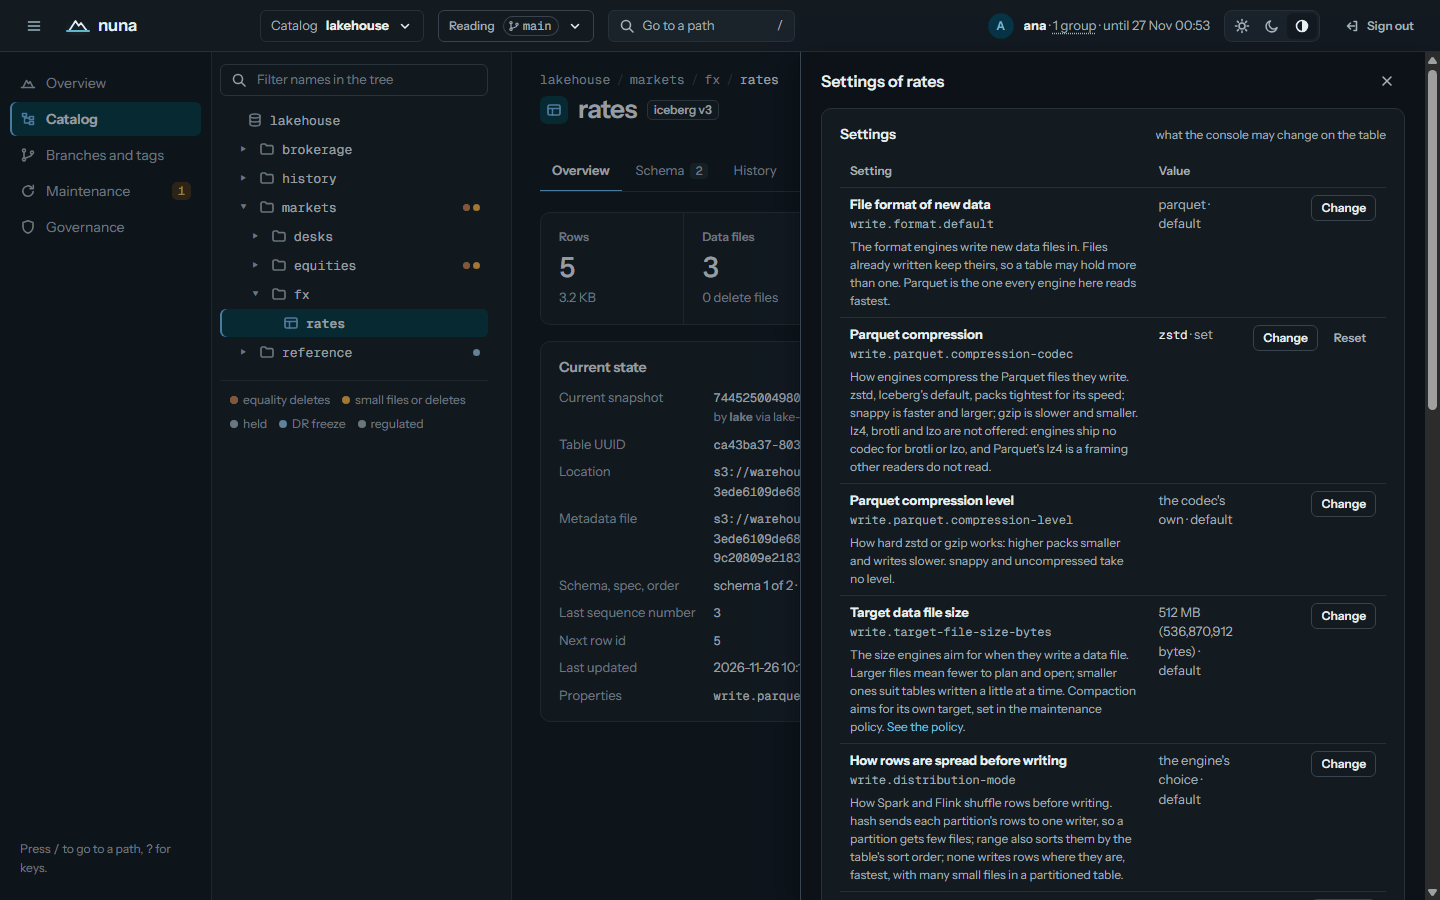 nuna
Catalog lakehouse
Reading main
Go to a path /
A ana · 1 group · until 27 Nov 00:53
Sign out
Overview
Catalog
Branches and tags
Maintenance 1
Governance
Press / to go to a path, ? for
keys.
Filter names in the tree
lakehouse
brokerage
history
markets
desks
equities
fx
rates
reference
equality deletes small files or deletes
held DR freeze regulated
lakehouse / markets / fx / rates
rates iceberg v3
Overview Schema 2 History
Rows
5
3.2 KB
Data files
3
0 delete files
Current state
Current snapshot 744525004980
by lake via lake-
Table UUID ca43ba37-803
Location s3://warehou
3ede6109de68
Metadata file s3://warehou
3ede6109de68
9c20809e2183
Schema, spec, order schema 1 of 2 ·
Last sequence number 3
Next row id 5
Last updated 2026-11-26 10:
Properties write.parque
Settings of rates
Settings what the console may change on the table
Setting Value
File format of new data
write.format.default
The format engines write new data files in. Files
already written keep theirs, so a table may hold more
than one. Parquet is the one every engine here reads
fastest.
parquet ·
default
Change
Parquet compression
write.parquet.compression-codec
How engines compress the Parquet files they write.
zstd, Iceberg's default, packs tightest for its speed;
snappy is faster and larger; gzip is slower and smaller.
lz4, brotli and lzo are not offered: engines ship no
codec for brotli or lzo, and Parquet's lz4 is a framing
other readers do not read.
zstd · set
Change Reset
Parquet compression level
write.parquet.compression-level
How hard zstd or gzip works: higher packs smaller
and writes slower. snappy and uncompressed take
no level.
the codec's
own · default
Change
Target data file size
write.target-file-size-bytes
The size engines aim for when they write a data file.
Larger files mean fewer to plan and open; smaller
ones suit tables written a little at a time. Compaction
aims for its own target, set in the maintenance
policy. See the policy.
512 MB
(536,870,912
bytes) ·
default
Change
How rows are spread before writing
write.distribution-mode
How Spark and Flink shuffle rows before writing.
hash sends each partition's rows to one writer, so a
partition gets few files; range also sorts them by the
table's sort order; none writes rows where they are,
fastest, with many small files in a partitioned table.
the engine's
choice ·
default
Change